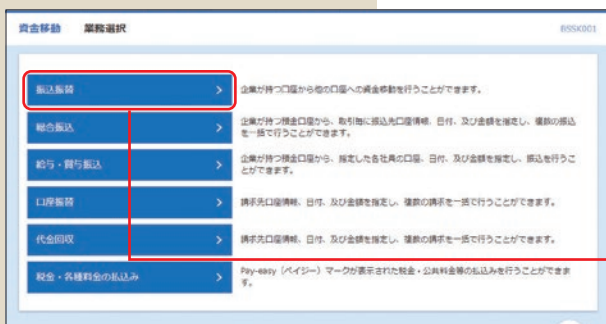 資金移動 業務選択 BSSK001
振込振替 企業が持つ口座から他の口座への資金移動を行うことができます。
総合振込 企業が持つ預金口座から、取引毎に振込先口座情報、日付、及び金額を指定し、複数の振込
を一括で行うことができます。
給与・賞与振込 企業が持つ預金口座から、指定した各社員の口座、日付、及び金額を指定し、振込を行うこ
とができます。
口座振替 請求先口座情報、日付、及び金額を指定し、複数の請求を一括で行うことができます。
代金回収 請求先口座情報、日付、及び金額を指定し、複数の請求を一括で行うことができます。
税金・各種料金の払込み Pay-easy（ペイジー）マークが表示された税金・公共料金等の払込みを行うことができま
す。